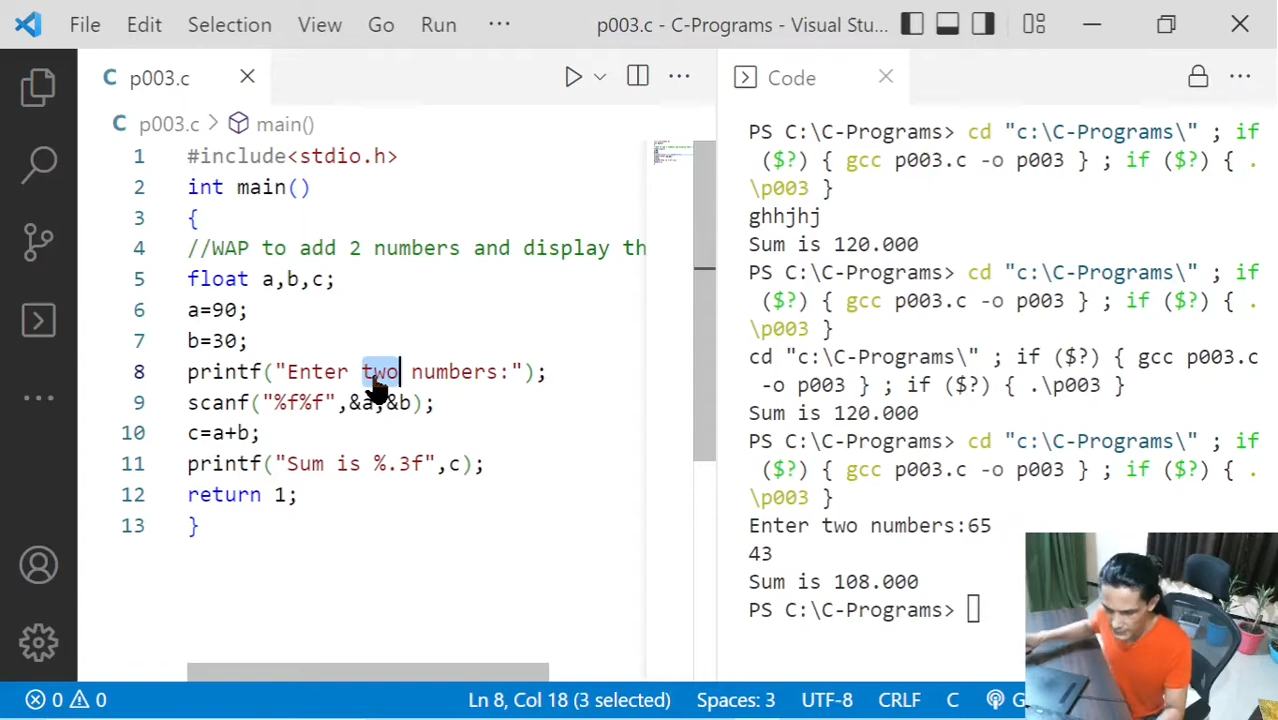 File Edit Selection View Go Run ··· p003.c - C-Programs - Visual Stu...
C p003.c
Code
C p003.c > main()
1 #include<stdio.h>
2 int main()
3 {
4 //WAP to add 2 numbers and display th
5 float a,b,c;
6 a=90;
7 b=30;
8 printf("Enter two numbers:");
9 scanf("%f%f",&a,&b);
10 c=a+b;
11 printf("Sum is %.3f",c);
12 return 1;
13 }
PS C:\C-Programs> cd "c:\C-Programs\" ; if
($?) { gcc p003.c -o p003 } ; if ($?) { .
\p003 }
ghhjhj
Sum is 120.000
PS C:\C-Programs> cd "c:\C-Programs\" ; if
($?) { gcc p003.c -o p003 } ; if ($?) { .
\p003 }
cd "c:\C-Programs\" ; if ($?) { gcc p003.c
-o p003 } ; if ($?) { .\p003 }
Sum is 120.000
PS C:\C-Programs> cd "c:\C-Programs\" ; if
($?) { gcc p003.c -o p003 } ; if ($?) { .
\p003 }
Enter two numbers:65
43
Sum is 108.000
PS C:\C-Programs>
0 0 Ln 8, Col 18 (3 selected) Spaces: 3 UTF-8 CRLF C G